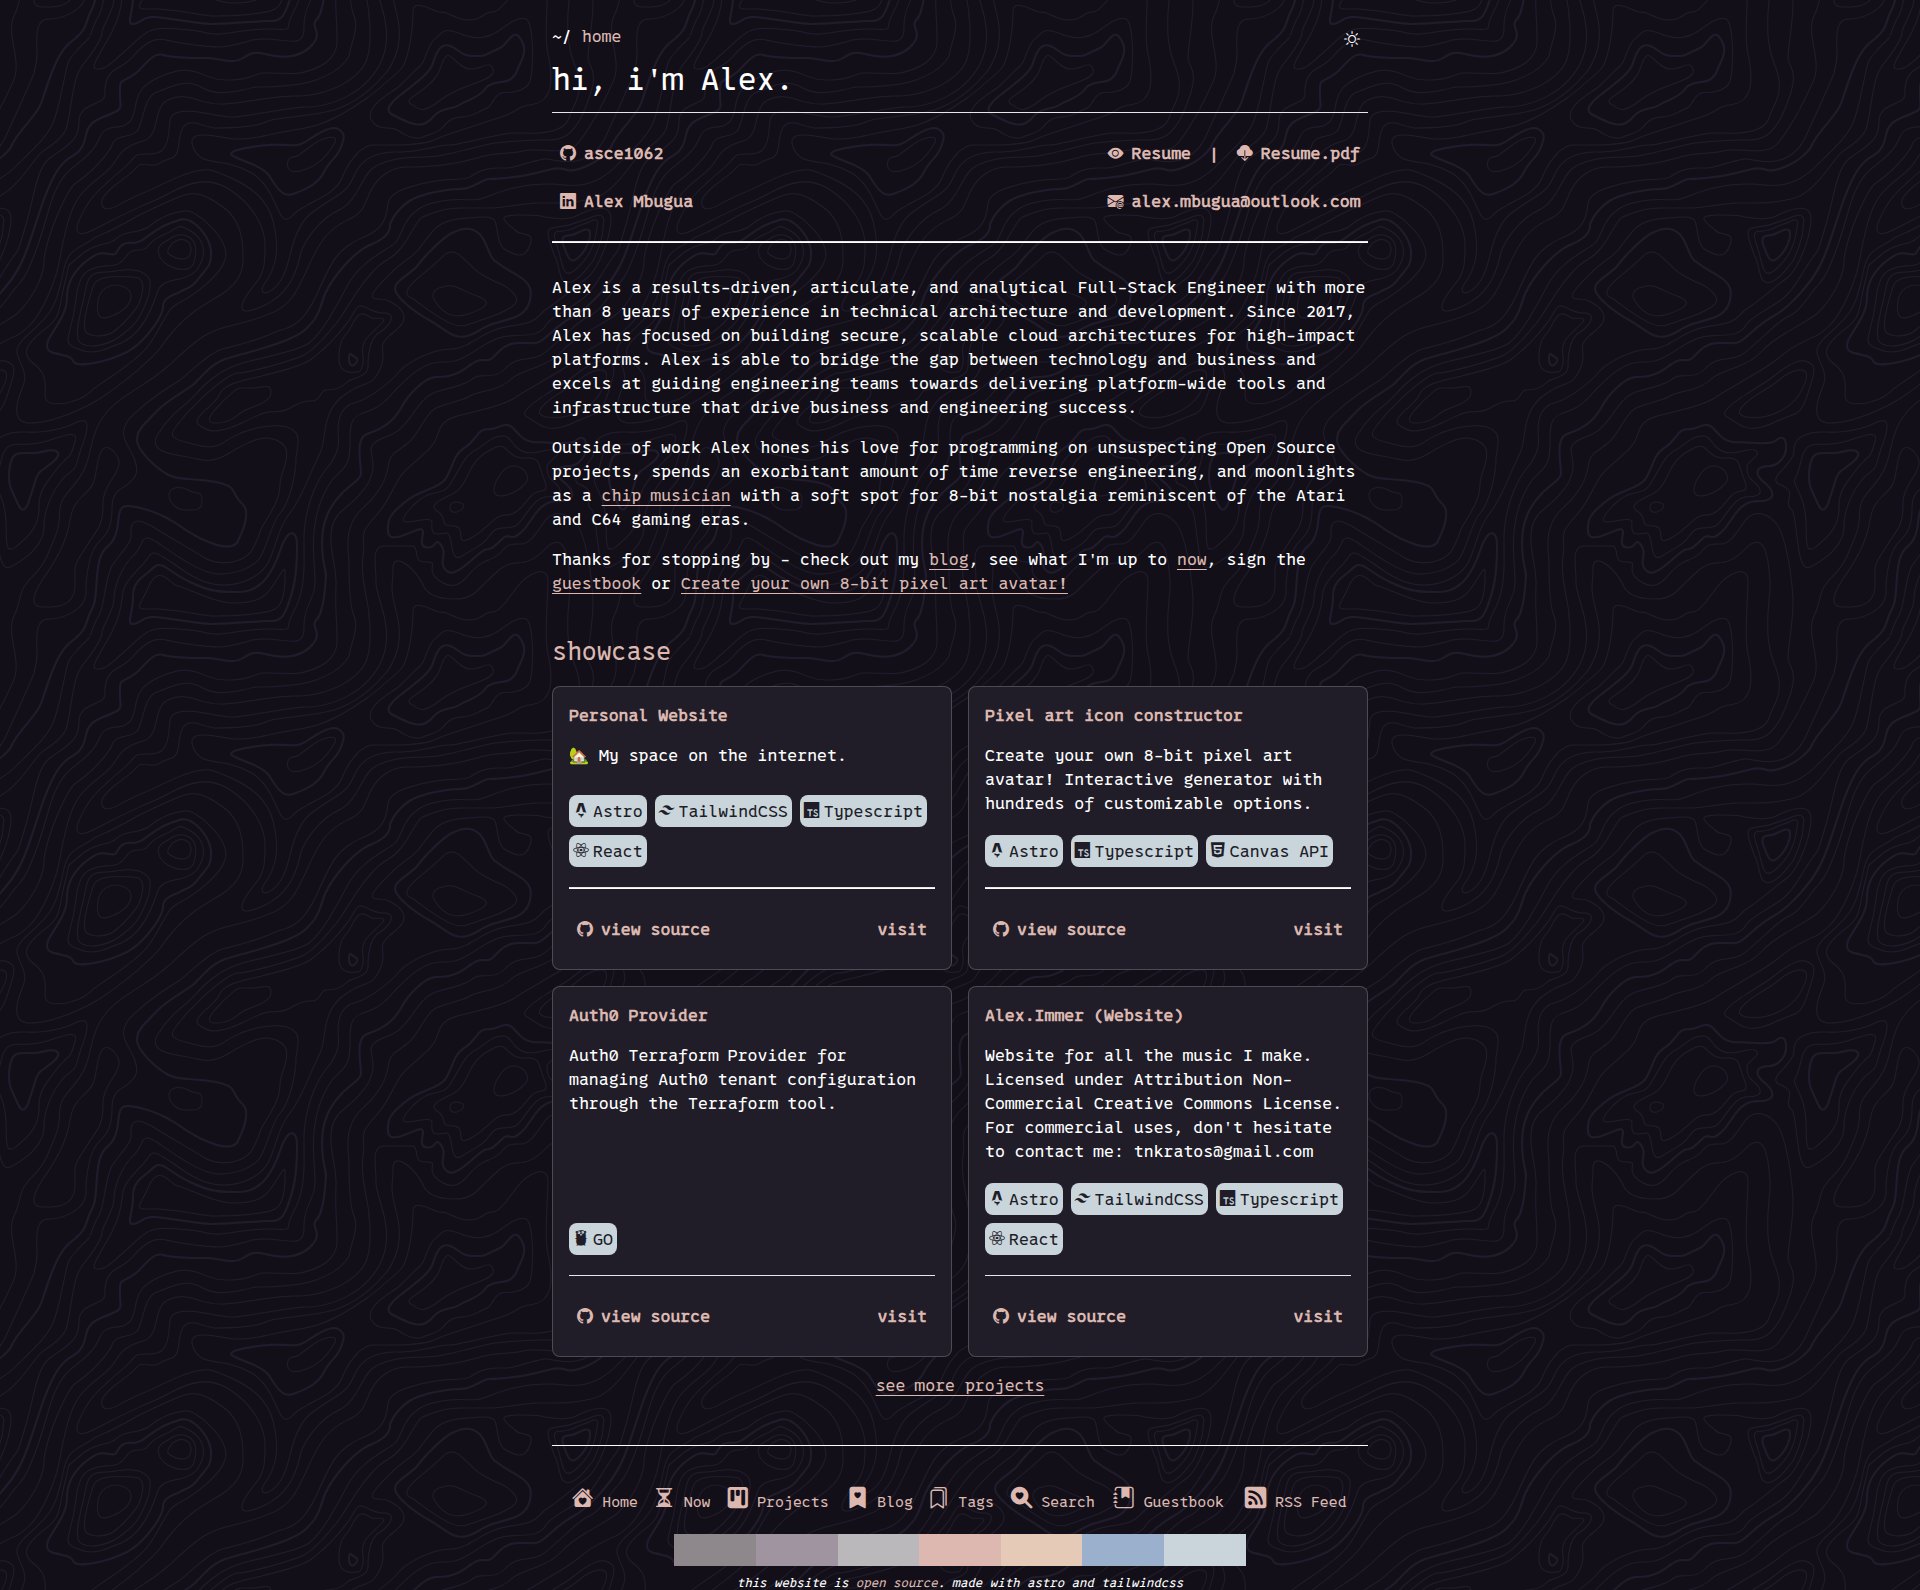 ~/ home
hi, i'm Alex.
asce1062
Resume | Resume.pdf
Alex Mbugua
alex.mbugua@outlook.com
Alex is a results-driven, articulate, and analytical Full-Stack Engineer with more
than 8 years of experience in technical architecture and development. Since 2017,
Alex has focused on building secure, scalable cloud architectures for high-impact
platforms. Alex is able to bridge the gap between technology and business and
excels at guiding engineering teams towards delivering platform-wide tools and
infrastructure that drive business and engineering success.
Outside of work Alex hones his love for programming on unsuspecting Open Source
projects, spends an exorbitant amount of time reverse engineering, and moonlights
as a chip musician with a soft spot for 8-bit nostalgia reminiscent of the Atari
and C64 gaming eras.
Thanks for stopping by - check out my blog, see what I'm up to now, sign the
guestbook or Create your own 8-bit pixel art avatar!
showcase
Personal Website
🏡 My space on the internet.
Astro TailwindCSS Typescript
React
view source visit
Pixel art icon constructor
Create your own 8-bit pixel art
avatar! Interactive generator with
hundreds of customizable options.
Astro Typescript Canvas API
view source visit
Auth0 Provider
Auth0 Terraform Provider for
managing Auth0 tenant configuration
through the Terraform tool.
GO
view source visit
Alex.Immer (Website)
Website for all the music I make.
Licensed under Attribution Non-
Commercial Creative Commons License.
For commercial uses, don't hesitate
to contact me: tnkratos@gmail.com
Astro TailwindCSS Typescript
React
view source visit
see more projects
Home Now Projects Blog Tags Search Guestbook RSS Feed
this website is open source. made with astro and tailwindcss